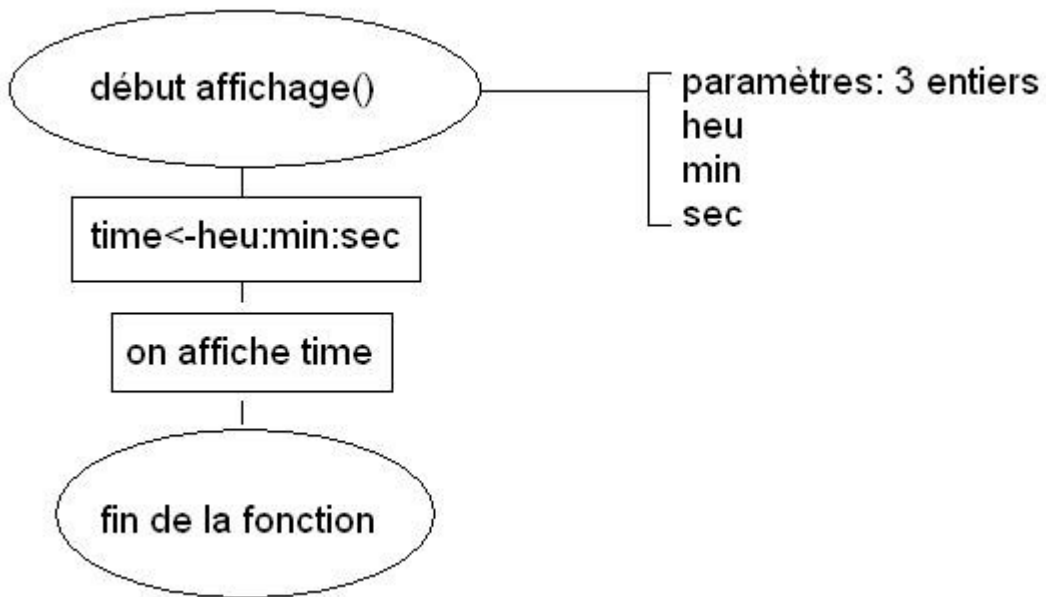 début affichage()
paramètres: 3 entiers
heu
min
sec
time<-heu:min:sec
on affiche time
fin de la fonction